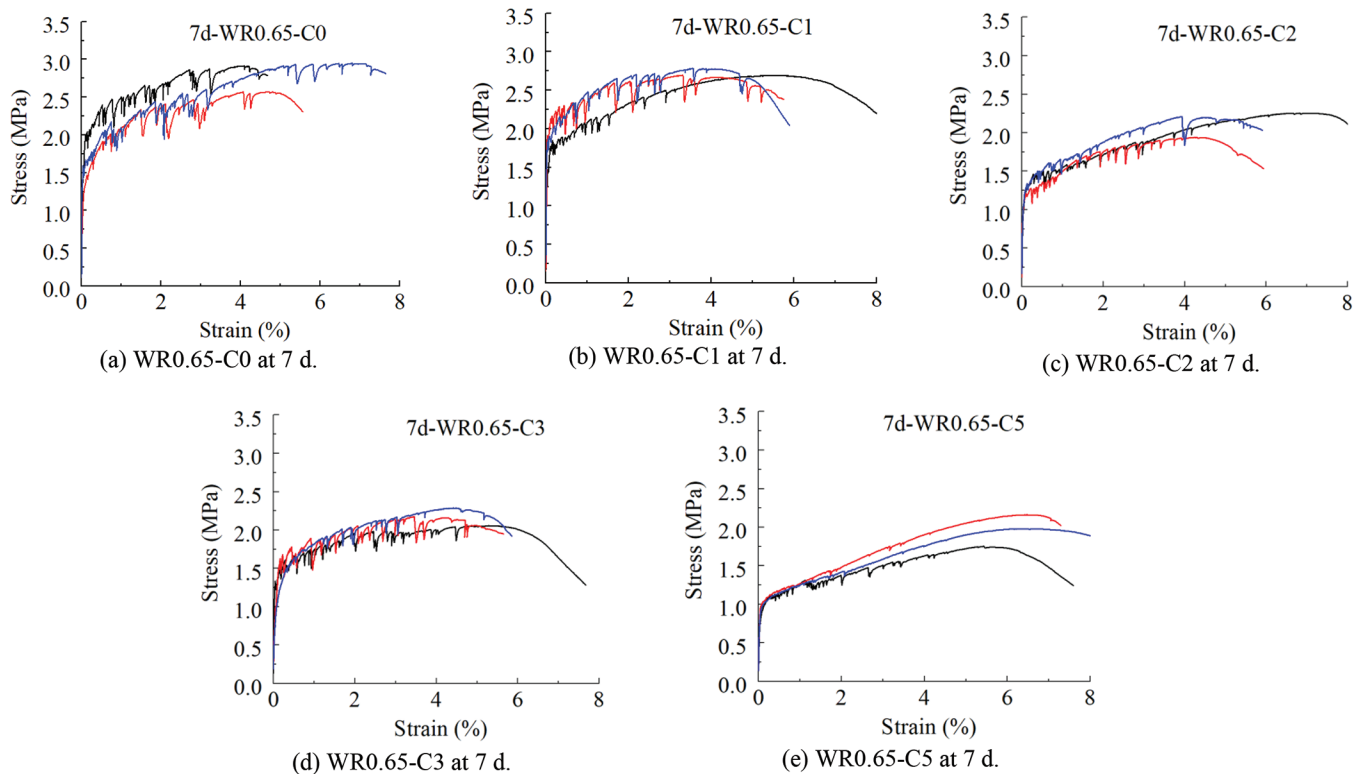 7d-WR0.65-C0
3.5
3.0
2.5
2.0
1.5
1.0
0.5
0.0
Stress (MPa)
0 2 4 6 8
Strain (%)
(a) WR0.65-C0 at 7 d.
7d-WR0.65-C1
3.5
3.0
2.5
2.0
1.5
1.0
0.5
0.0
Stress (MPa)
0 2 4 6 8
Strain (%)
(b) WR0.65-C1 at 7 d.
7d-WR0.65-C2
3.5
3.0
2.5
2.0
1.5
1.0
0.5
0.0
Stress (MPa)
0 2 4 6 8
Strain (%)
(c) WR0.65-C2 at 7 d.
7d-WR0.65-C3
3.5
3.0
2.5
2.0
1.5
1.0
0.5
0.0
Stress (MPa)
0 2 4 6 8
Strain (%)
(d) WR0.65-C3 at 7 d.
7d-WR0.65-C5
3.5
3.0
2.5
2.0
1.5
1.0
0.5
0.0
Stress (MPa)
0 2 4 6 8
Strain (%)
(e) WR0.65-C5 at 7 d.